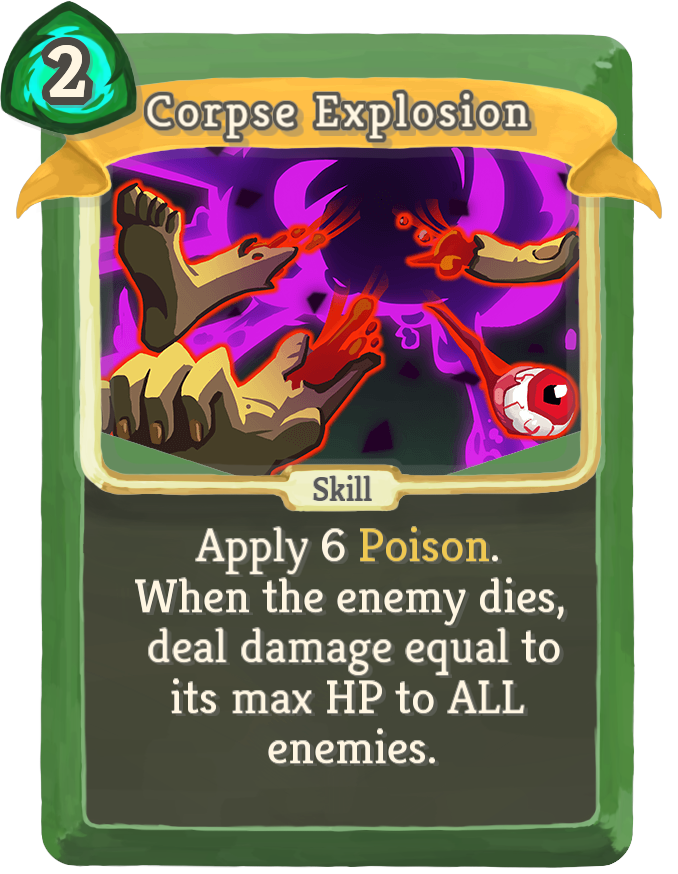 2
Corpse Explosion
Skill
Apply 6 Poison.
When the enemy dies,
deal damage equal to
its max HP to ALL
enemies.